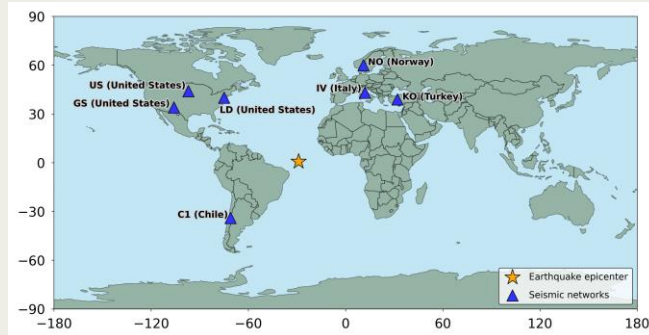 90
60
30
0
−30
−60
−90
NO (Norway)
US (United States)
IV (Italy)
KO (Turkey)
GS (United States)
LD (United States)
C1 (Chile)
Earthquake epicenter
Seismic networks
−180
−120
−60
0
60
120
180